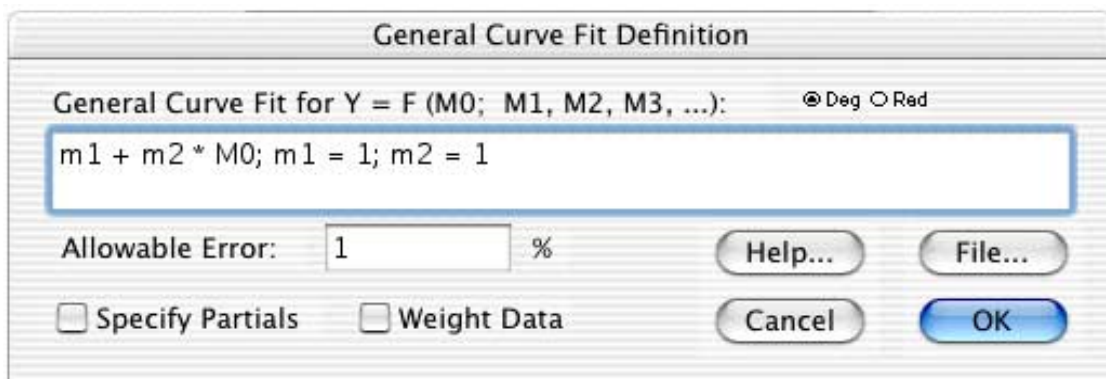 General Curve Fit Definition
General Curve Fit for Y = F (M0; M1, M2, M3, ...): Deg Rad
m1 + m2 * M0; m1 = 1; m2 = 1
Allowable Error: 1 % Help... File...
Specify Partials Weight Data Cancel OK